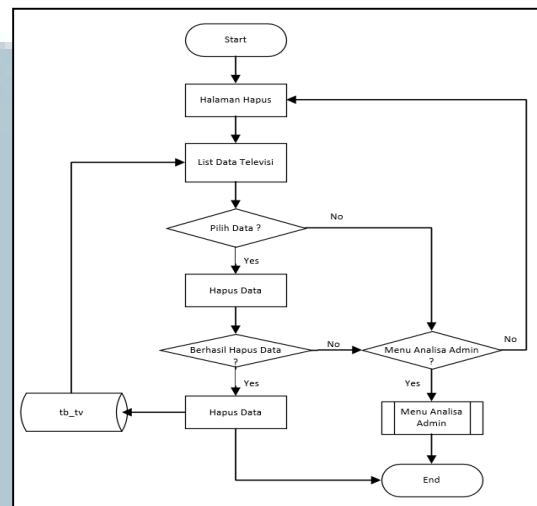 Start
Halaman Hapus
List Data Televisi
No
Pilih Data ?
Yes
Hapus Data
No
No
Berhasil Hapus Data
?
Menu Analisa Admin
?
Yes
Yes
tb_tv
Hapus Data
Menu Analisa
Admin
End